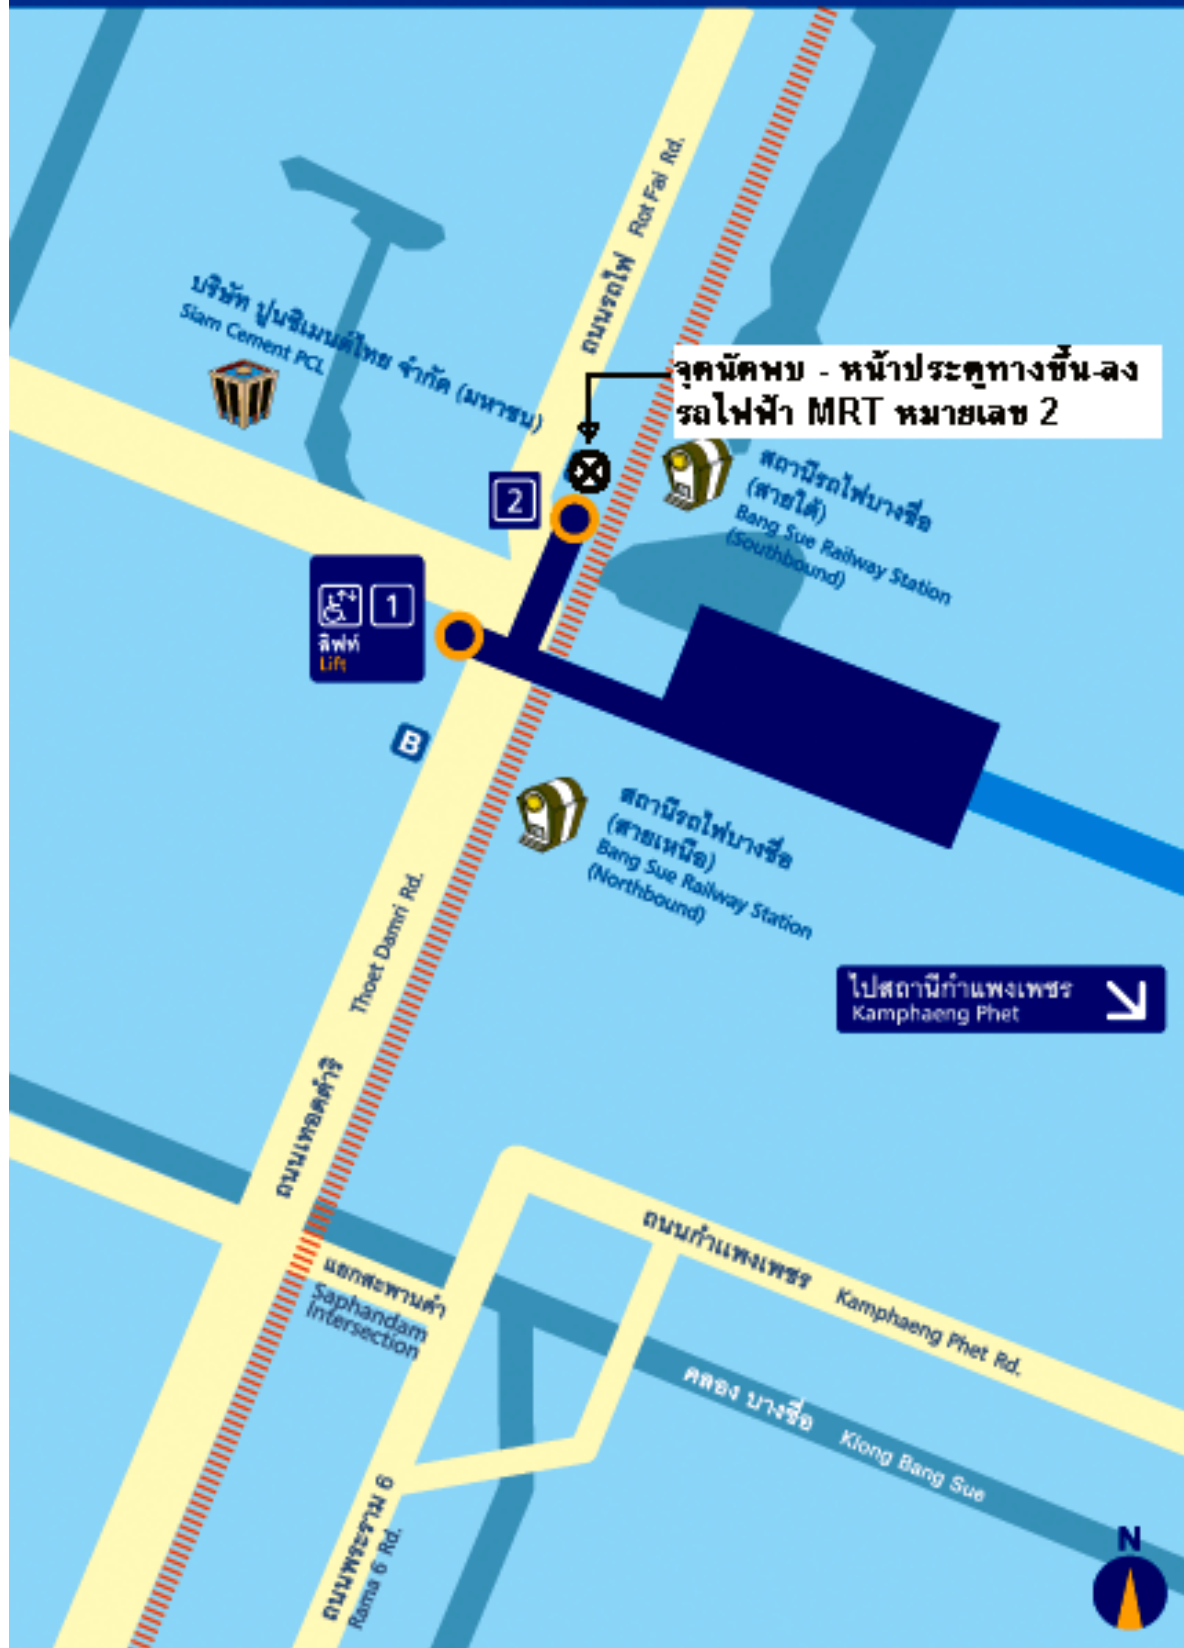 ถนนรถไฟ Rot Fai Rd.
บริษัท ปูนซิเมนต์ไทย จำกัด (มหาชน)
Siam Cement PCL
จุดนัดพบ - หน้าประตูทางขึ้น-ลง
รถไฟฟ้า MRT หมายเลข 2
สถานีรถไฟบางซื่อ
(สายใต้)
Bang Sue Railway Station
(Southbound)
2
1
ลิฟท์
Lift
B
สถานีรถไฟบางซื่อ
(สายเหนือ)
Bang Sue Railway Station
(Northbound)
ถนนเทอดดำริ Thoet Damri Rd.
ไปสถานีกำแพงเพชร
Kamphaeng Phet
ถนนกำแพงเพชร Kamphaeng Phet Rd.
แยกสะพานดำ
Saphandam
Intersection
คลอง บางซื่อ Klong Bang Sue
ถนนพระราม 6
Rama 6 Rd.
N